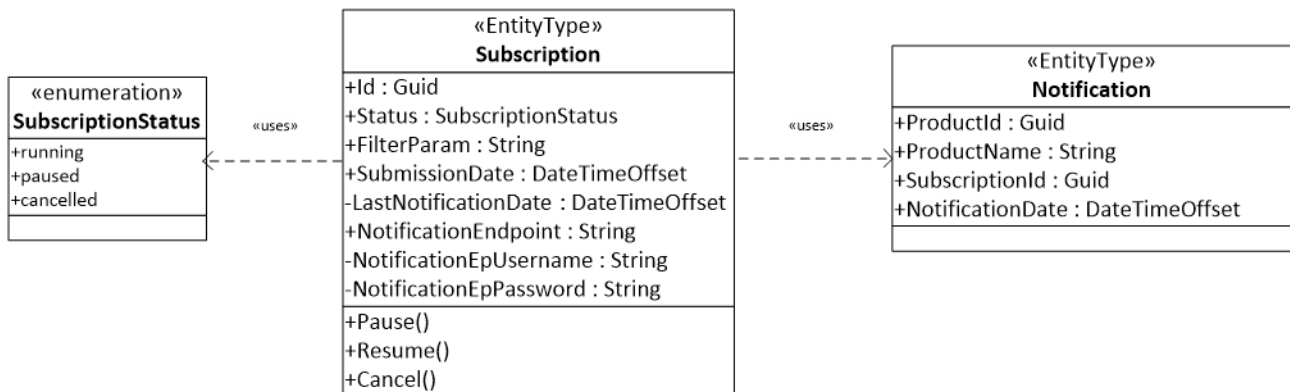 «enumeration»
SubscriptionStatus
+running
+paused
+cancelled
«uses»
«EntityType»
Subscription
+Id : Guid
+Status : SubscriptionStatus
+FilterParam : String
+SubmissionDate : DateTimeOffset
-LastNotificationDate : DateTimeOffset
+NotificationEndpoint : String
-NotificationEpUsername : String
-NotificationEpPassword : String
+Pause()
+Resume()
+Cancel()
«uses»
«EntityType»
Notification
+ProductId : Guid
+ProductName : String
+SubscriptionId : Guid
+NotificationDate : DateTimeOffset